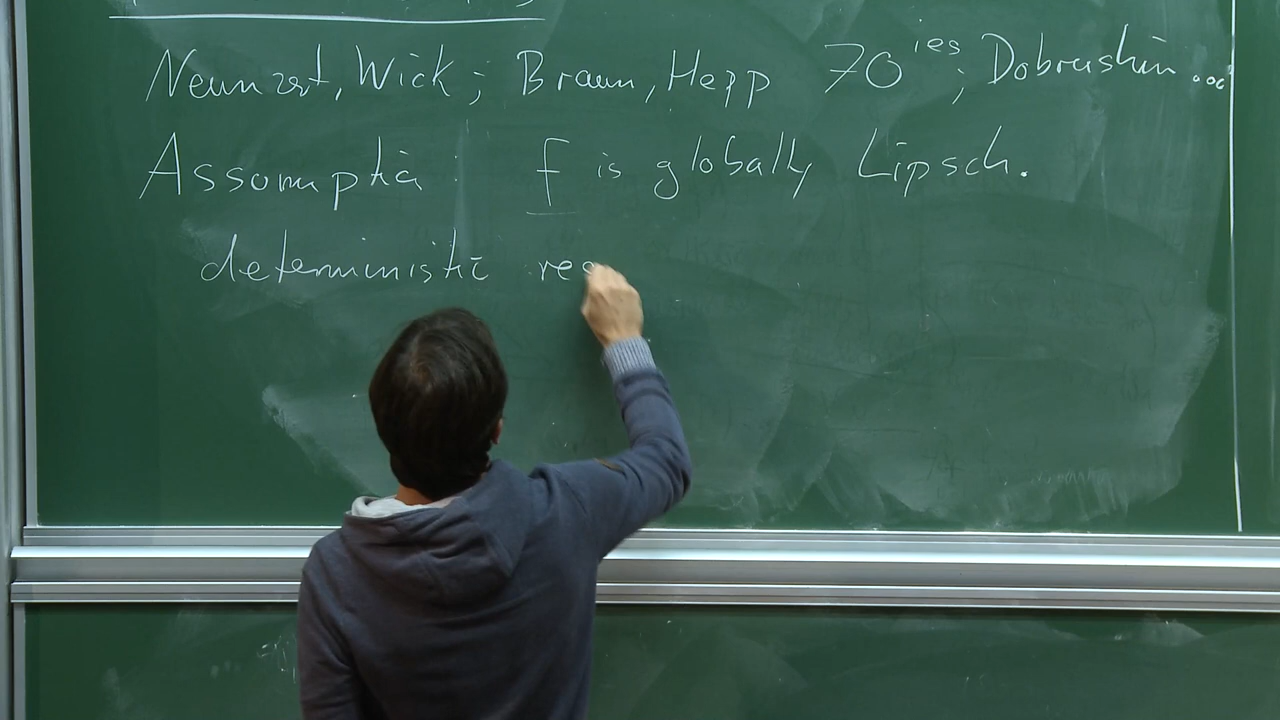 Neunzert, Wick; Braun, Hepp 70ies; Dobrushin...
Assumption: f is globally Lipsch.
deterministic res